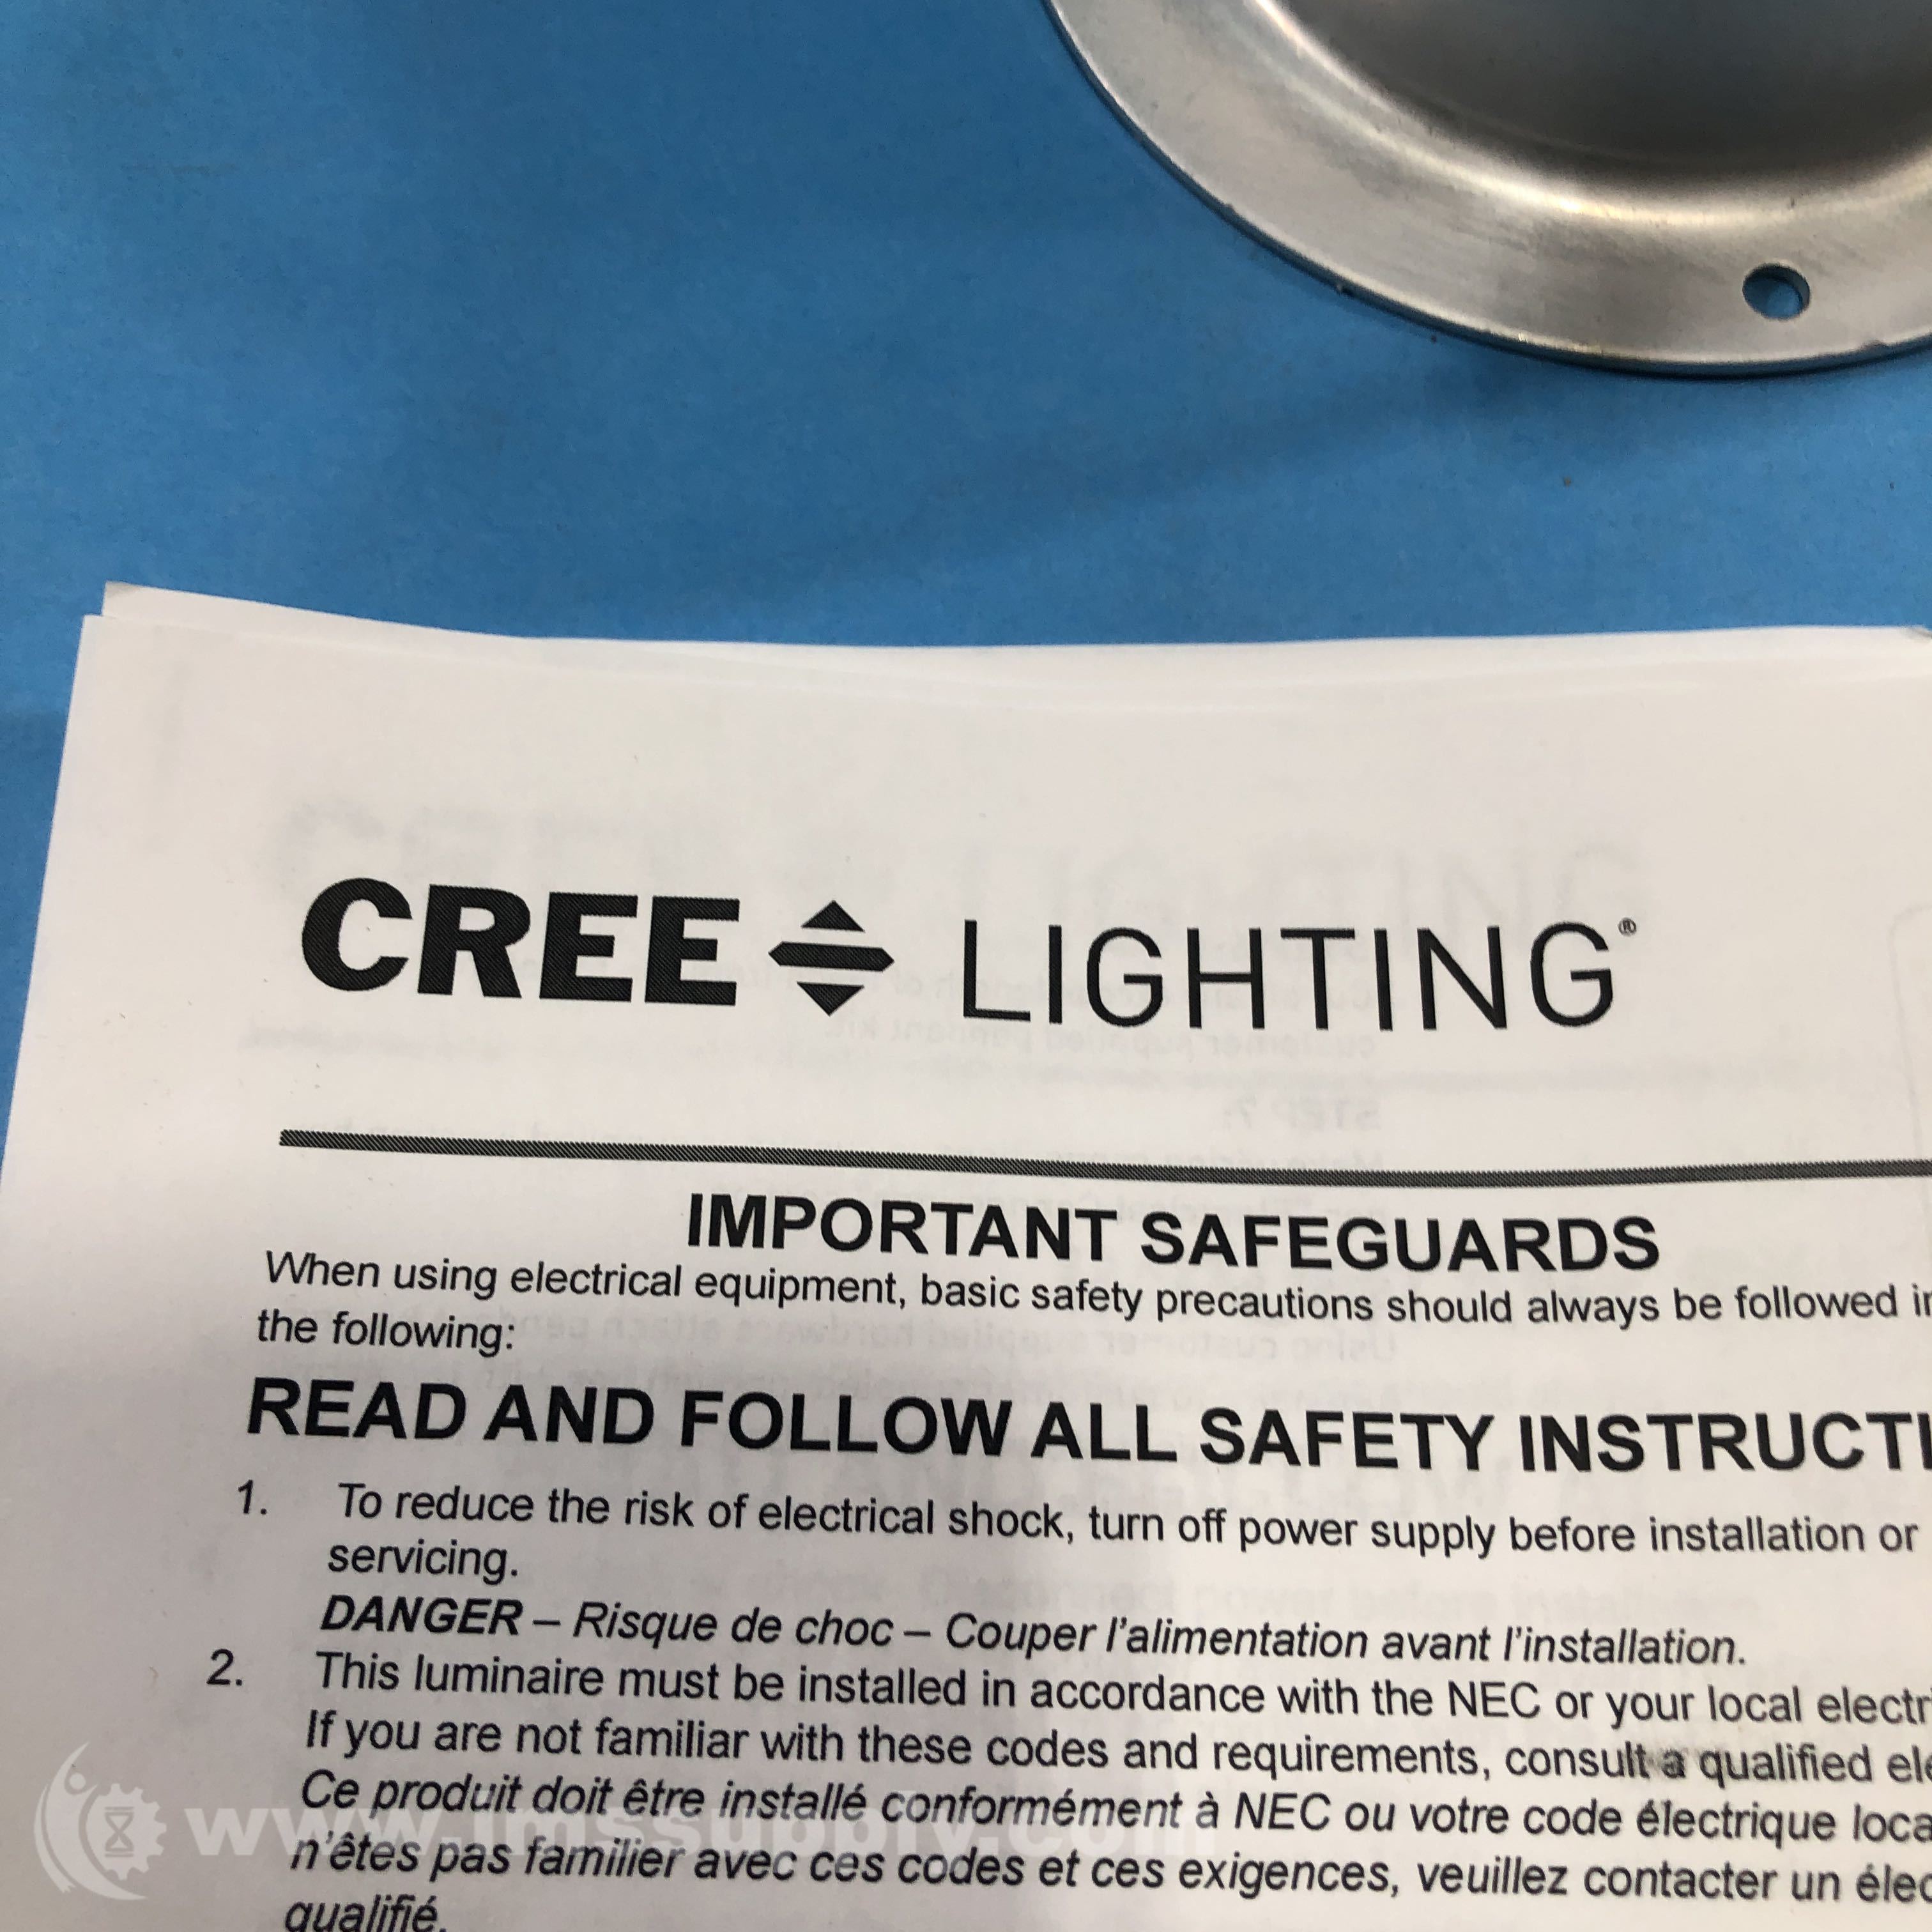 CREE LIGHTING®
IMPORTANT SAFEGUARDS
When using electrical equipment, basic safety precautions should always be followed
the following:
READ AND FOLLOW ALL SAFETY
1. To reduce the risk of electrical shock, turn off power supply before installation or
servicing.
DANGER – Risque de choc – Couper l'alimentation avant l'installation.
2. This luminaire must be installed in accordance with the NEC or your local
If you are not familiar with these codes and requirements, consult a qualified
Ce produit doit être installé conformément à NEC ou votre code électrique
n'êtes pas familier avec ces codes et ces exigences, veuillez contacter un
qualifié.
www.imssupply.com